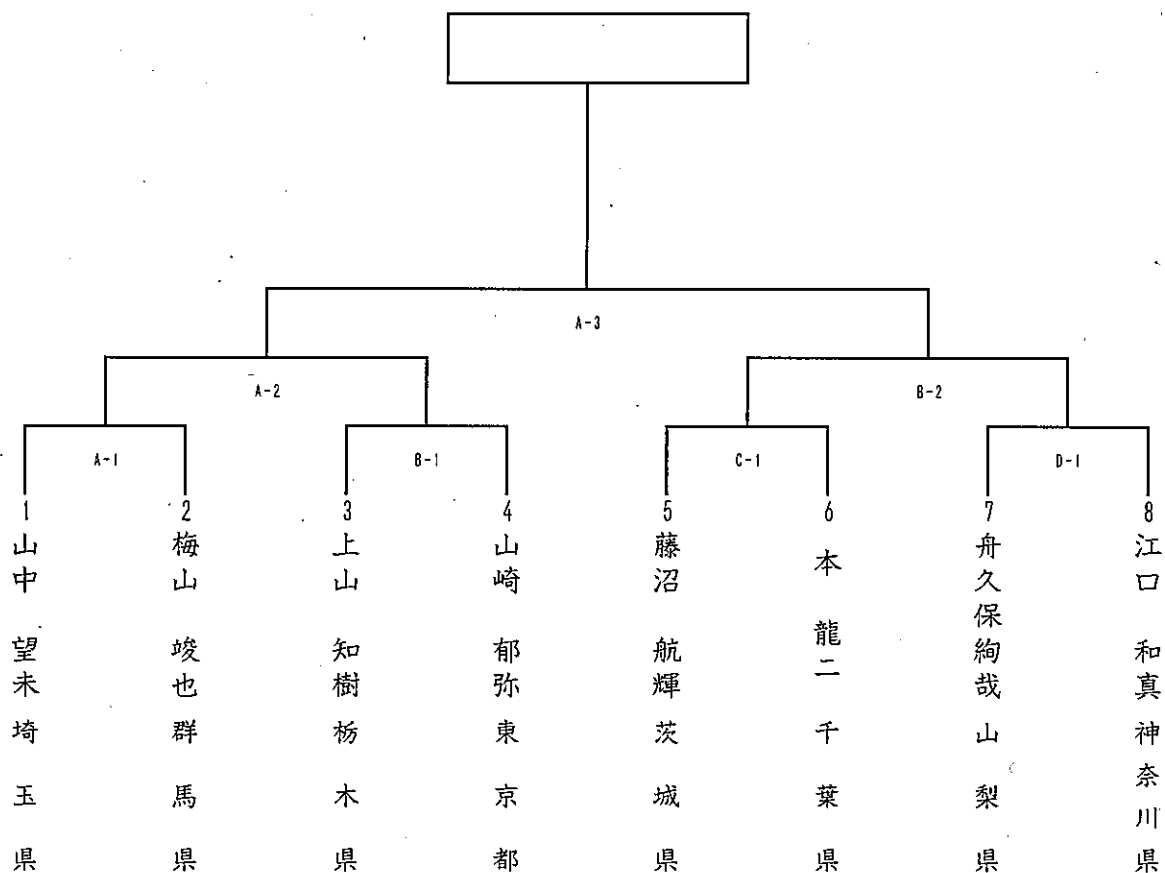 A-3
A-2
B-2
A-1
B-1
C-1
D-1
1
山中 望未
埼玉県
2
梅山 竣也
群馬県
3
上山 知樹
栃木県
4
山崎 郁弥
東京都
5
藤沼 航輝
茨城県
6
本 龍二
千葉県
7
舟久保絢哉
山梨県
8
江口 和真
神奈川県